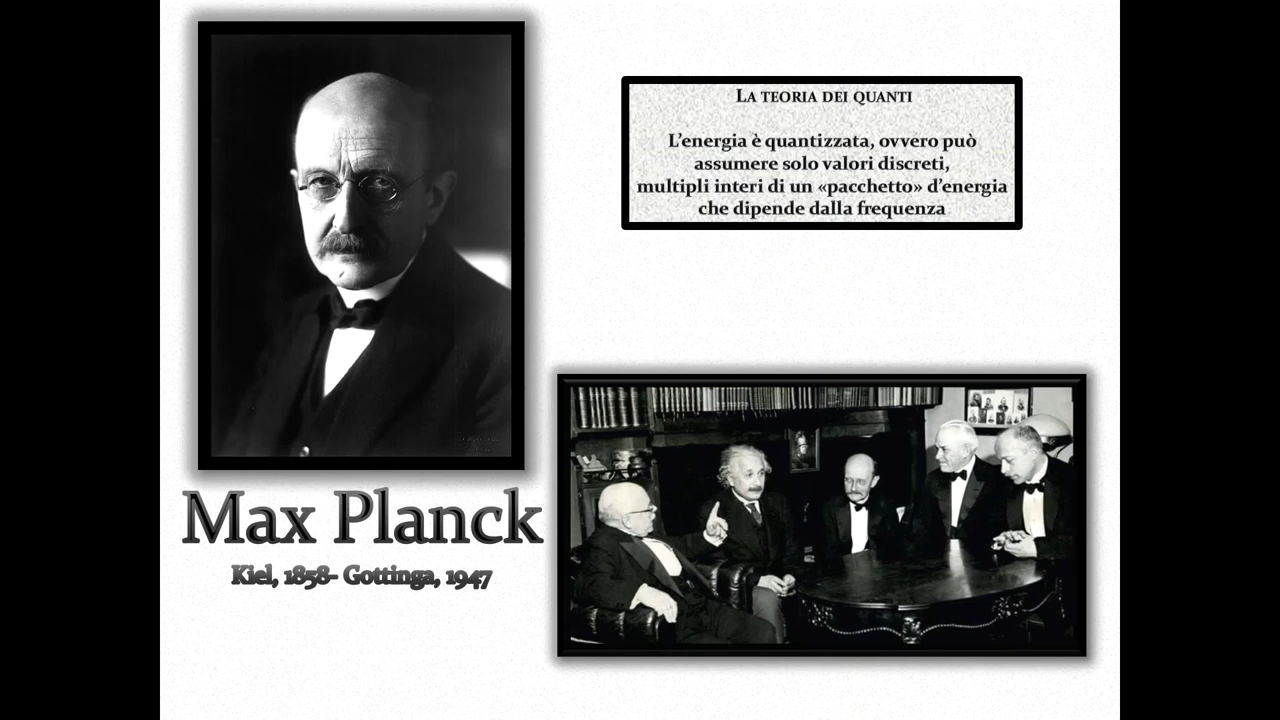 LA TEORIA DEI QUANTI
L’energia è quantizzata, ovvero può
assumere solo valori discreti,
multipli interi di un «pacchetto» d’energia
che dipende dalla frequenza
Max Planck
Kiel, 1858- Gottinga, 1947